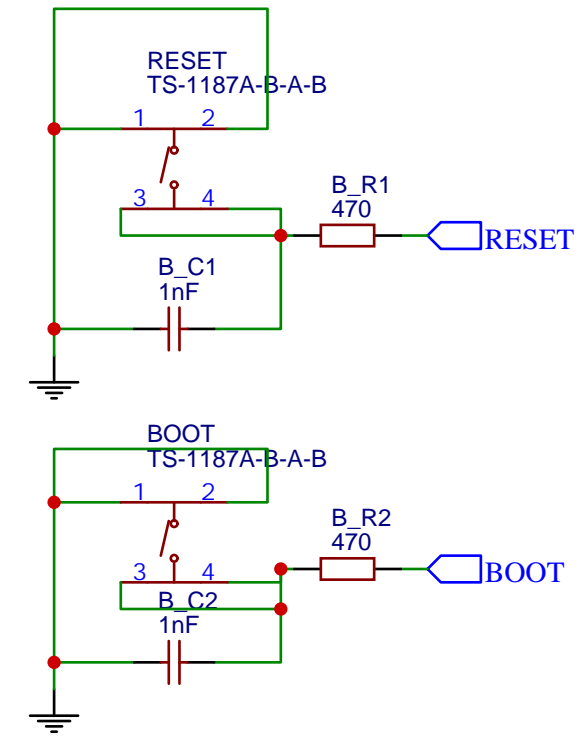 RESET
TS-1187A-B-A-B
1 2
3 4
B_R1
470
RESET
B_C1
1nF
BOOT
TS-1187A-B-A-B
1 2
3 4
B_R2
470
BOOT
B_C2
1nF